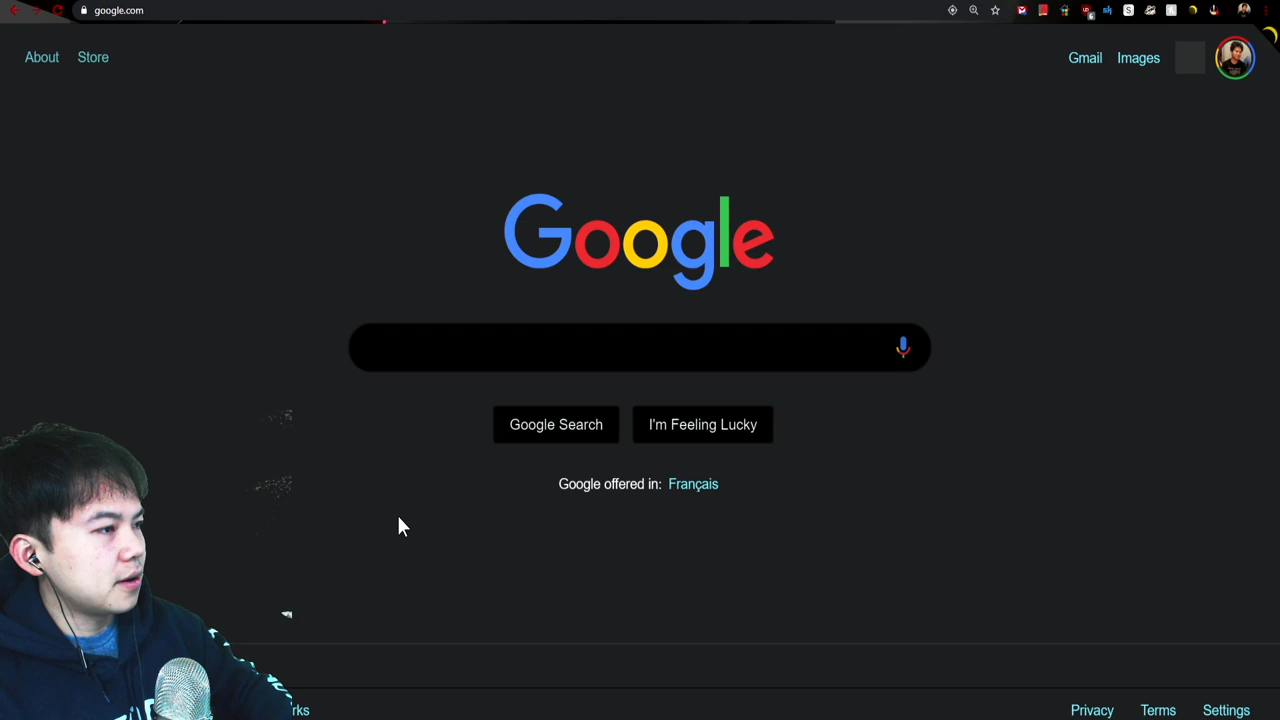 google.com
About
Store
Gmail
Images
Google
Google Search
I'm Feeling Lucky
Google offered in: Français
rks
Privacy
Terms
Settings